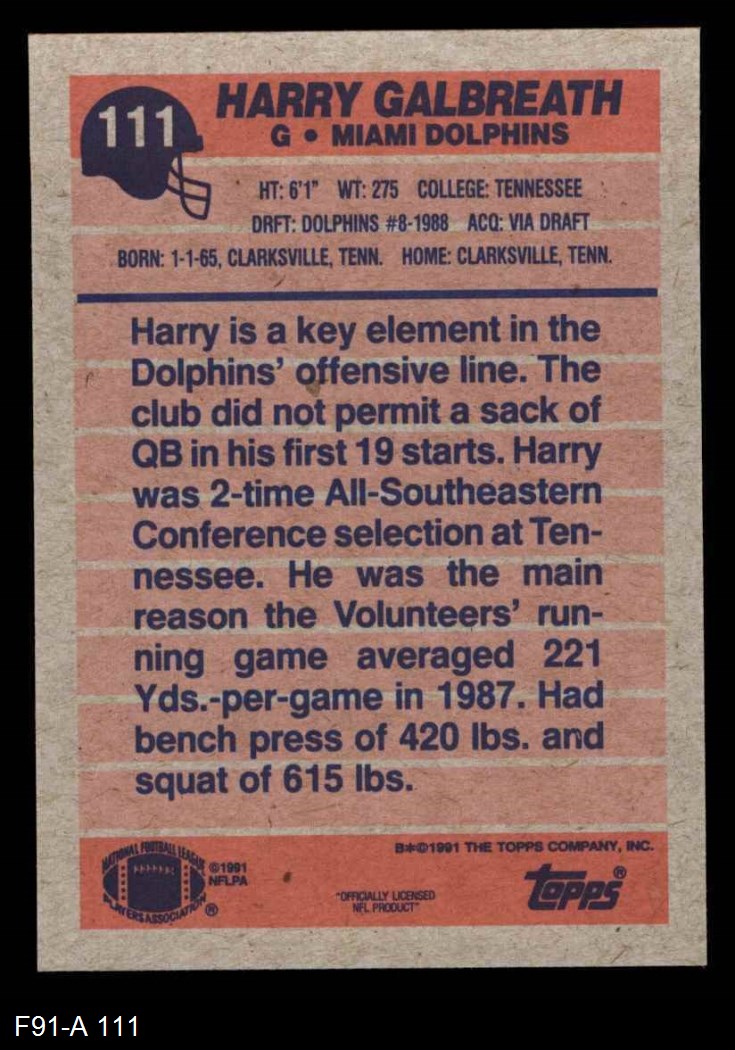 111
HARRY GALBREATH
G • MIAMI DOLPHINS
HT: 6'1" WT: 275 COLLEGE: TENNESSEE
DRFT: DOLPHINS #8-1988 ACQ: VIA DRAFT
BORN: 1-1-65, CLARKSVILLE, TENN. HOME: CLARKSVILLE, TENN.
Harry is a key element in the
Dolphins' offensive line. The
club did not permit a sack of
QB in his first 19 starts. Harry
was 2-time All-Southeastern
Conference selection at Ten-
nessee. He was the main
reason the Volunteers' run-
ning game averaged 221
Yds.-per-game in 1987. Had
bench press of 420 lbs. and
squat of 615 lbs.
NATIONAL FOOTBALL LEAGUE
PLAYERS ASSOCIATION ®
©1991
NFLPA
"OFFICIALLY LICENSED
NFL PRODUCT"
B*©1991 THE TOPPS COMPANY, INC.
topps®
F91-A 111